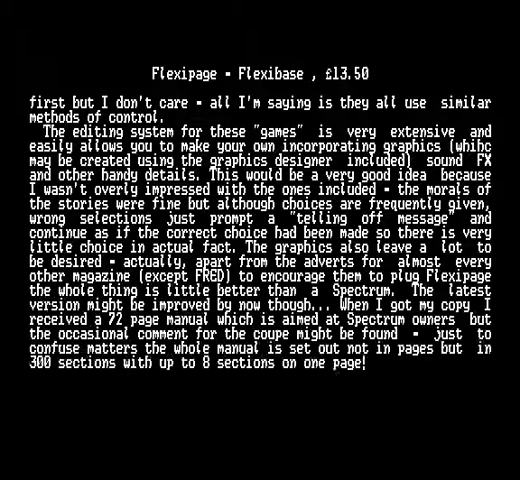 Flexipage - Flexibase , £13.50
first but I don't care - all I'm saying is they all use similar
methods of control.
The editing system for these "games" is very extensive and
easily allows you to make your own incorporating graphics (whihc
may be created using the graphics designer included) sound FX
and other handy details. This would be a very good idea because
I wasn't overly impressed with the ones included - the morals of
the stories were fine but although choices are frequently given,
wrong selections just prompt a "telling off message" and
continue as if the correct choice had been made so there is very
little choice in actual fact. The graphics also leave a lot to
be desired - actually, apart from the adverts for almost every
other magazine (except FRED) to encourage them to plug Flexipage
the whole thing is little better than a Spectrum. The latest
version might be improved by now though... When I got my copy I
received a 72 page manual which is aimed at Spectrum owners but
the occasional comment for the coupe might be found - just to
confuse matters the whole manual is set out not in pages but in
300 sections with up to 8 sections on one page!